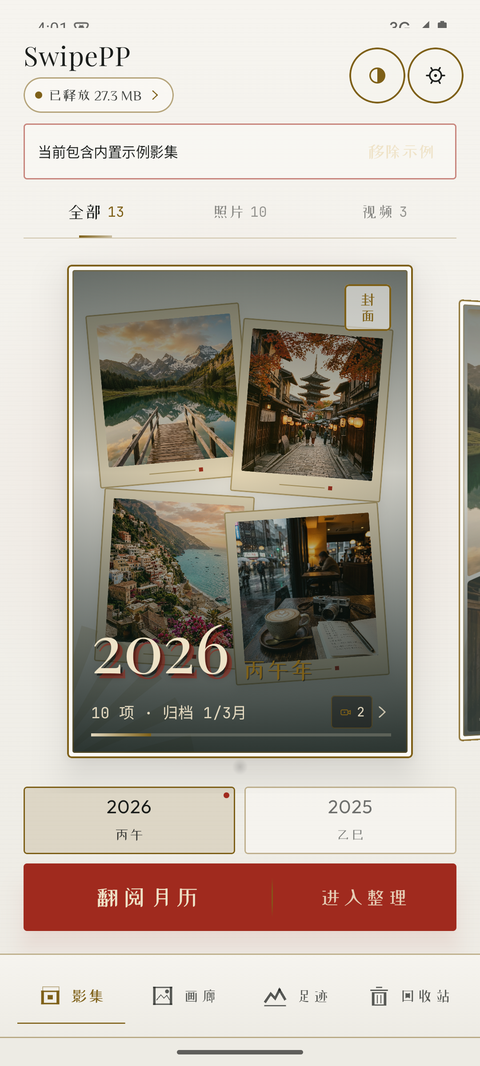 4:01
3G
SwipePP
已释放 27.3 MB
当前包含内置示例影集
移除示例
全部 13
照片 10
视频 3
封面
2026
丙午年
10 项 · 归档 1/3月
2
2026
丙午
2025
乙巳
翻阅月历
进入整理
影集
画廊
足迹
回收站